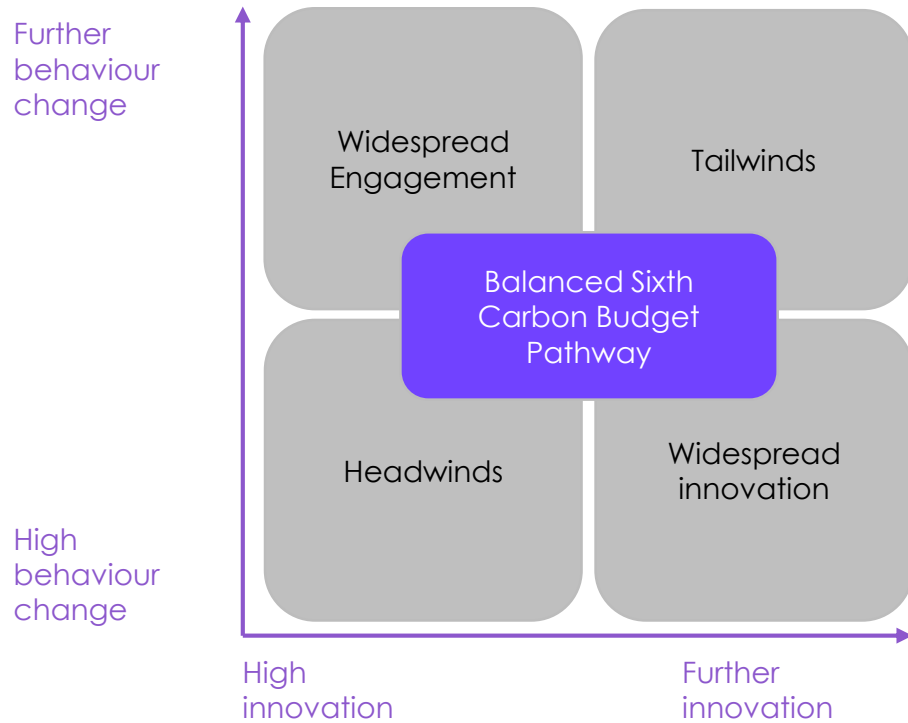 Further
behaviour
change
Widespread
Engagement
Tailwinds
Balanced Sixth
Carbon Budget
Pathway
Headwinds
Widespread
innovation
High
behaviour
change
High
innovation
Further
innovation